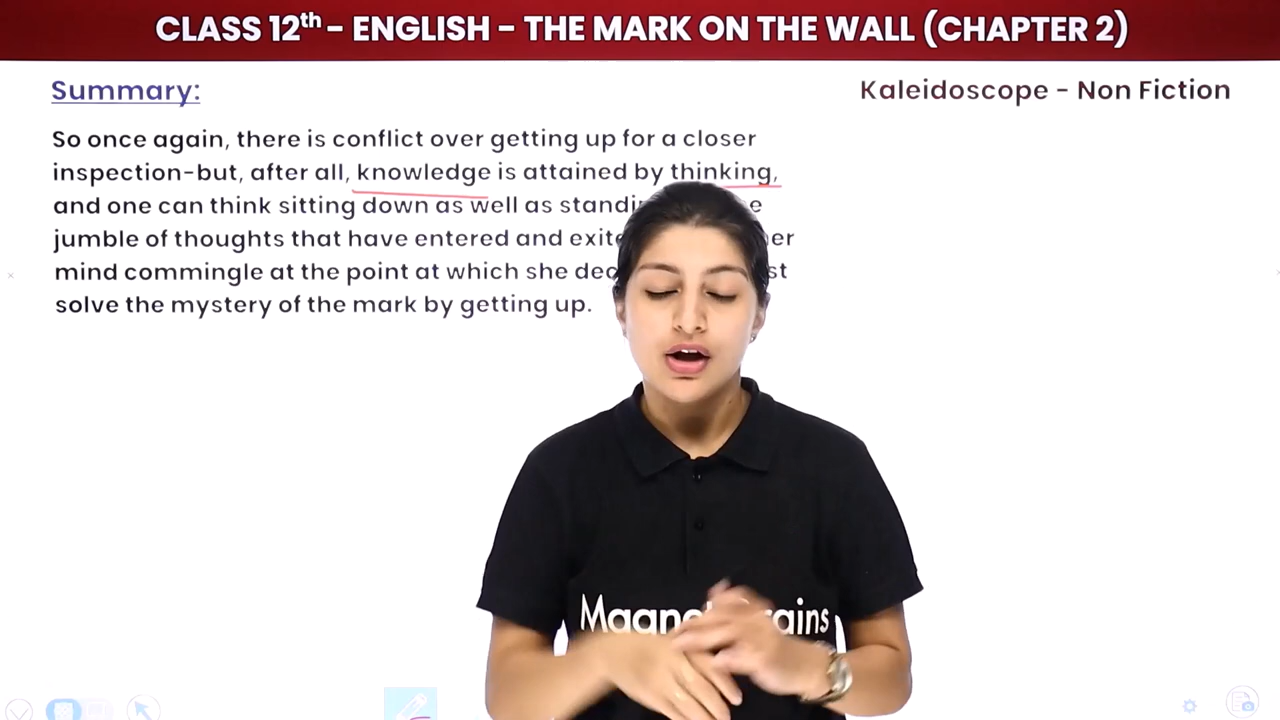 CLASS 12th - ENGLISH - THE MARK ON THE WALL (CHAPTER 2)
Summary:
Kaleidoscope - Non Fiction
So once again, there is conflict over getting up for a closer
inspection-but, after all, knowledge is attained by thinking,
and one can think sitting down as well as
jumble of thoughts that have entered and
mind commingle at the point at which she
solve the mystery of the mark by getting up.